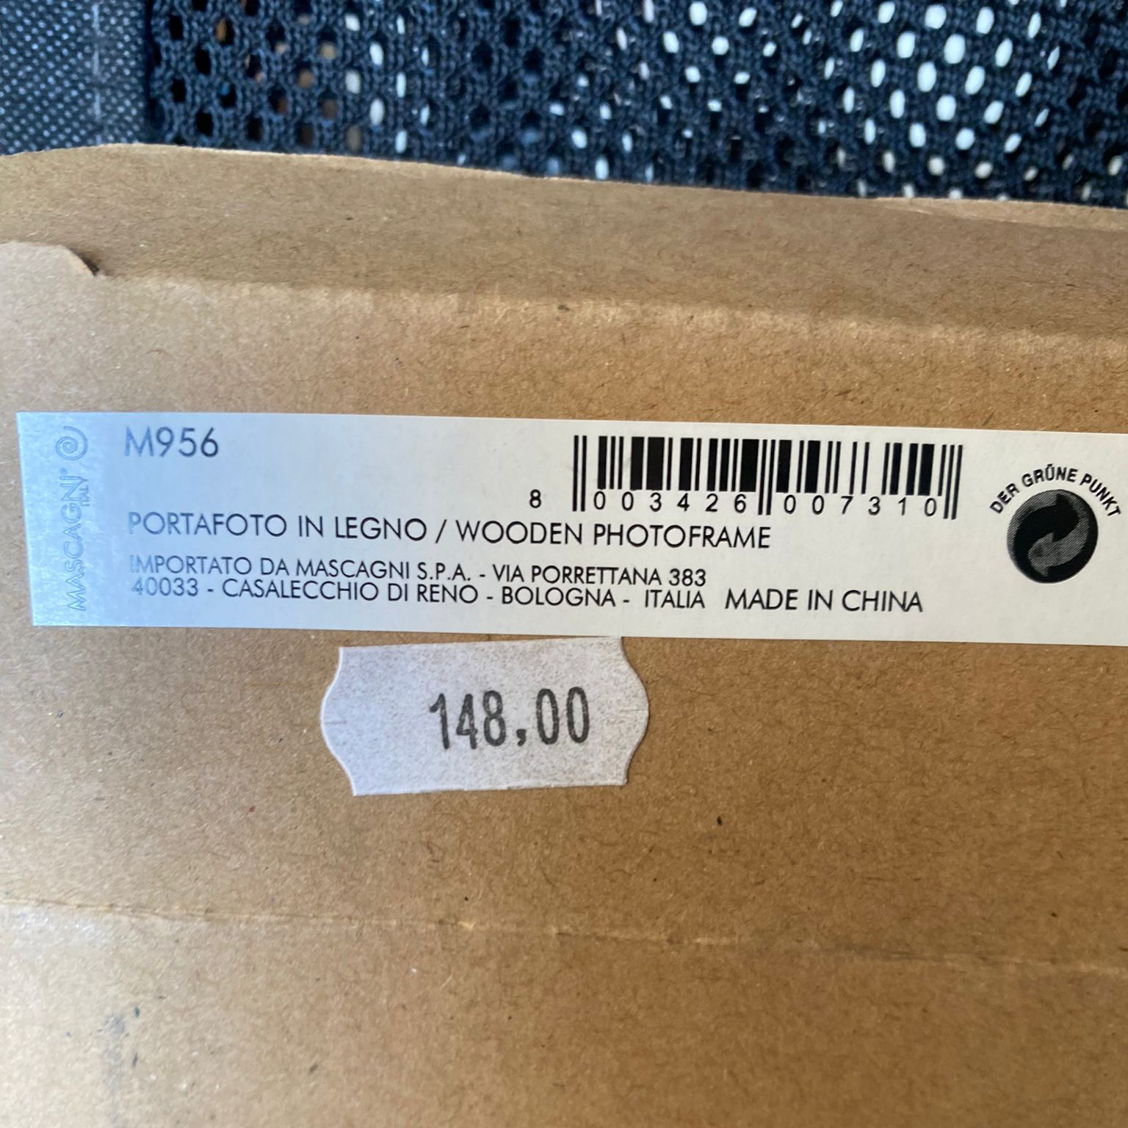 M956
8 003426 007310
DER GRÜNE PUNKT
MASCAGNI®
ITALY
PORTAFOTO IN LEGNO / WOODEN PHOTOFRAME
IMPORTATO DA MASCAGNI S.P.A. - VIA PORRETTANA 383
40033 - CASALECCHIO DI RENO - BOLOGNA - ITALIA MADE IN CHINA
148,00